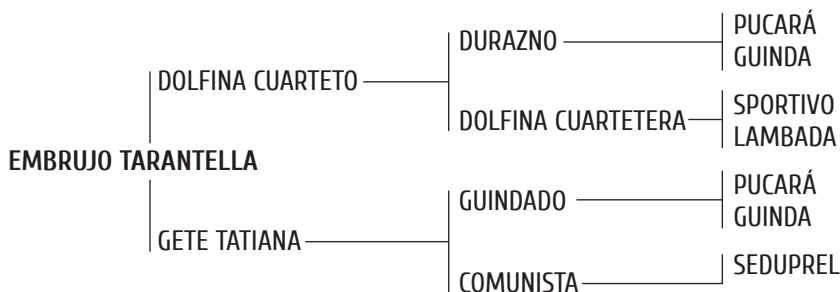 PUCARÁ
DURAZNO
GUINDA
DOLFINA CUARTETO
SPORTIVO
DOLFINA CUARTETERA
LAMBADA
EMBRUJO TARANTELLA
PUCARÁ
GUINDADO
GUINDA
GETE TATIANA
SEDUPREL
COMUNISTA